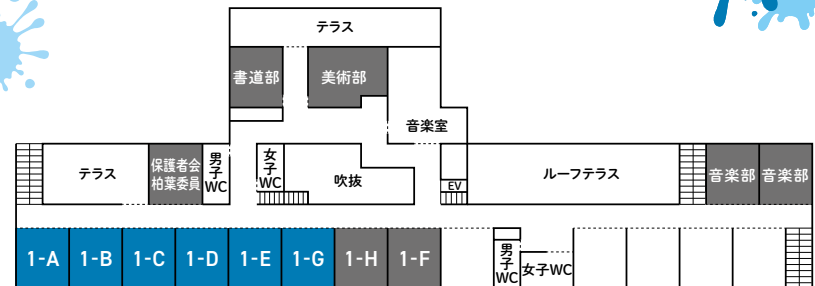 テラス
書道部
美術部
音楽室
テラス
保護者会
柏葉委員
男子
WC
女子
WC
吹抜
EV
ルーフテラス
音楽部
音楽部
1-A
1-B
1-C
1-D
1-E
1-G
1-H
1-F
男子
WC
女子WC